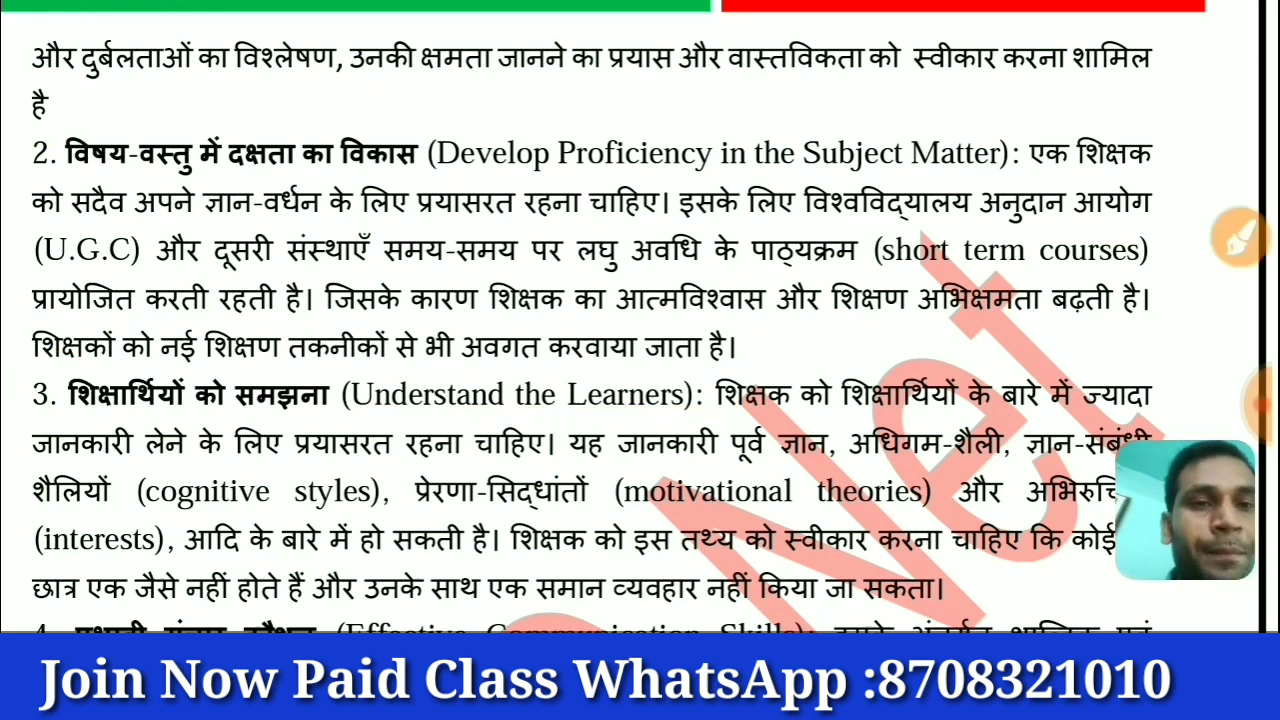 और दुर्बलताओं का विश्लेषण, उनकी क्षमता जानने का प्रयास और वास्तविकता को स्वीकार करना शामिल
है
2. विषय-वस्तु में दक्षता का विकास (Develop Proficiency in the Subject Matter): एक शिक्षक
को सदैव अपने ज्ञान-वर्धन के लिए प्रयासरत रहना चाहिए। इसके लिए विश्वविद्यालय अनुदान आयोग
(U.G.C) और दूसरी संस्थाएँ समय-समय पर लघु अवधि के पाठ्यक्रम (short term courses)
प्रायोजित करती रहती है। जिसके कारण शिक्षक का आत्मविश्वास और शिक्षण अभिक्षमता बढ़ती है।
शिक्षकों को नई शिक्षण तकनीकों से भी अवगत करवाया जाता है।
3. शिक्षार्थियों को समझना (Understand the Learners): शिक्षक को शिक्षार्थियों के बारे में ज्यादा
जानकारी लेने के लिए प्रयासरत रहना चाहिए। यह जानकारी पूर्व ज्ञान, अधिगम-शैली, ज्ञान-संबंधी
शैलियों (cognitive styles), प्रेरणा-सिद्धांतों (motivational theories) और
(interests), आदि के बारे में हो सकती है। शिक्षक को इस तथ्य को स्वीकार करना चाहिए कि कोई
छात्र एक जैसे नहीं होते हैं और उनके साथ एक समान व्यवहार नहीं किया जा सकता।
4. (Effective Communication Skills):
Net
Join Now Paid Class WhatsApp :8708321010